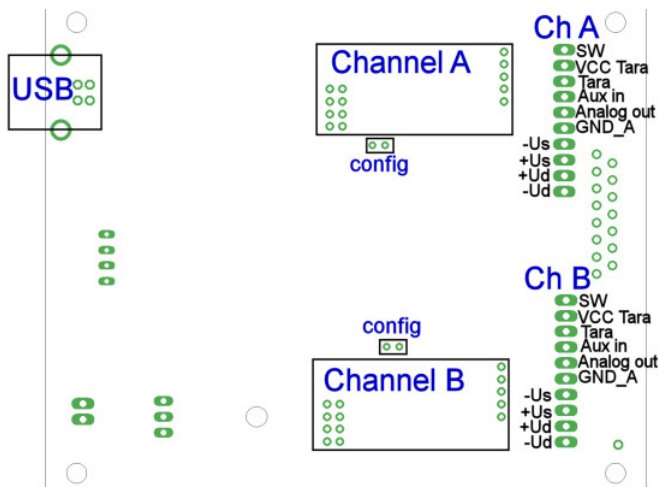 Ch A
USB
Channel A
SW
VCC Tara
Tara
Aux in
Analog out
GND_A
-Us
+Us
+Ud
-Ud
config
Ch B
SW
VCC Tara
Tara
Aux in
Analog out
GND_A
-Us
+Us
+Ud
-Ud
config
Channel B